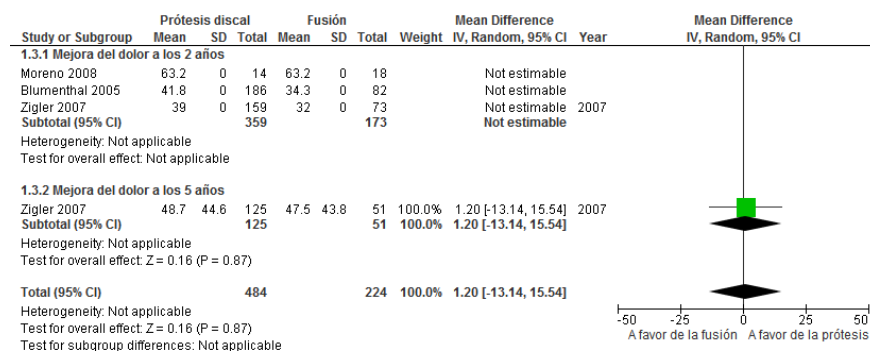 Prótesis discal Fusión Mean Difference Mean Difference
Study or Subgroup Mean SD Total Mean SD Total Weight IV, Random, 95% CI Year IV, Random, 95% CI
1.3.1 Mejora del dolor a los 2 años
Moreno 2008 63.2 0 14 63.2 0 18 Not estimable
Blumenthal 2005 41.8 0 186 34.3 0 82 Not estimable
Zigler 2007 39 0 159 32 0 73 Not estimable 2007
Subtotal (95% CI) 359 173 Not estimable
Heterogeneity: Not applicable
Test for overall effect: Not applicable
1.3.2 Mejora del dolor a los 5 años
Zigler 2007 48.7 44.6 125 47.5 43.8 51 100.0% 1.20 [-13.14, 15.54] 2007
Subtotal (95% CI) 125 51 100.0% 1.20 [-13.14, 15.54]
Heterogeneity: Not applicable
Test for overall effect: Z = 0.16 (P = 0.87)
Total (95% CI) 484 224 100.0% 1.20 [-13.14, 15.54]
Heterogeneity: Not applicable
Test for overall effect: Z = 0.16 (P = 0.87)
Test for subgroup differences: Not applicable
-50 -25 0 25 50
A favor de la fusión A favor de la prótesis